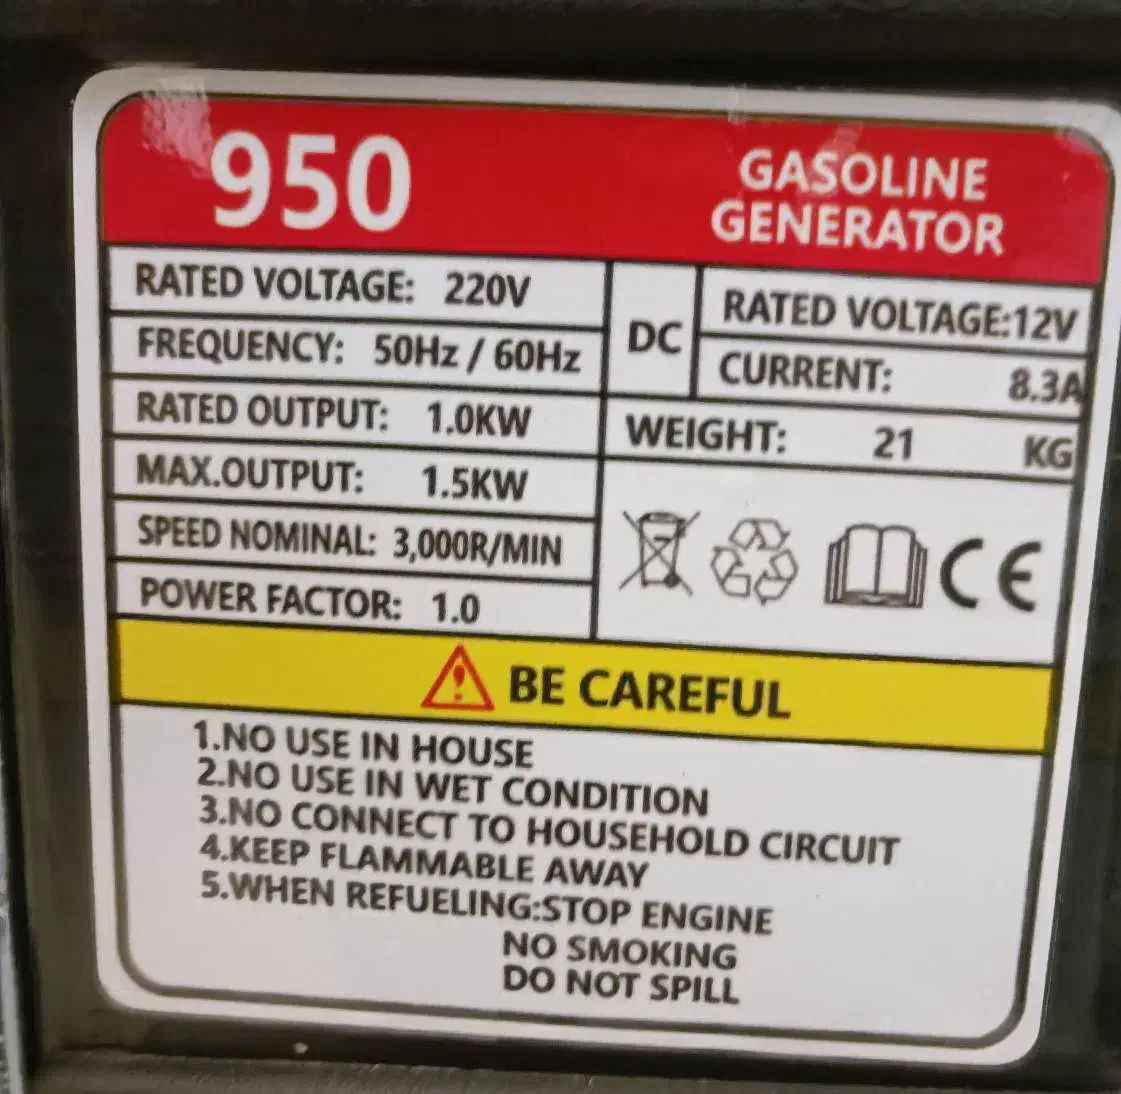 950
GASOLINE
GENERATOR
RATED VOLTAGE: 220V
FREQUENCY: 50Hz / 60Hz
RATED OUTPUT: 1.0KW
MAX.OUTPUT: 1.5KW
SPEED NOMINAL: 3,000R/MIN
POWER FACTOR: 1.0
DC
RATED VOLTAGE:12V
CURRENT: 8.3A
WEIGHT: 21 KG
CE
BE CAREFUL
1.NO USE IN HOUSE
2.NO USE IN WET CONDITION
3.NO CONNECT TO HOUSEHOLD CIRCUIT
4.KEEP FLAMMABLE AWAY
5.WHEN REFUELING:STOP ENGINE
NO SMOKING
DO NOT SPILL